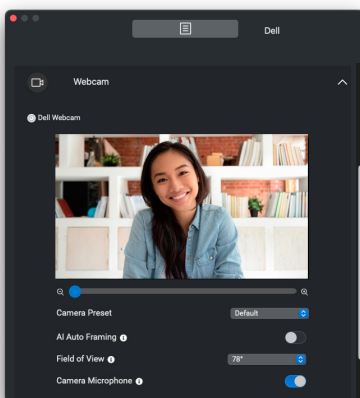 Dell
Webcam
Dell Webcam
Camera Preset
Default
AI Auto Framing
Field of View
78°
Camera Microphone